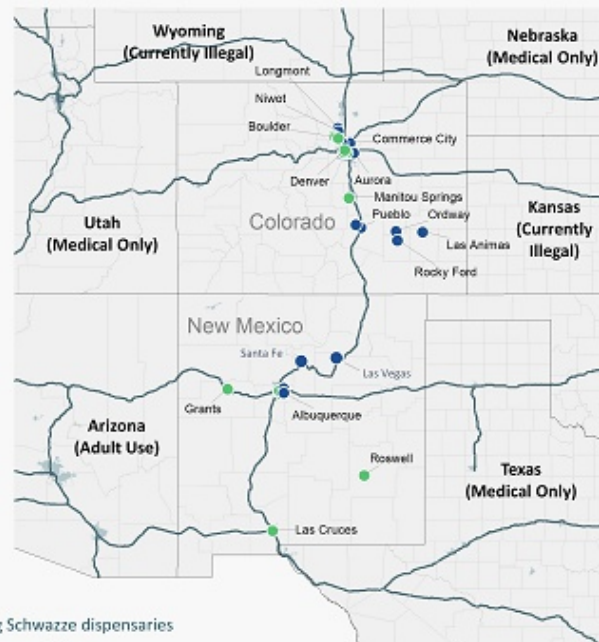 Wyoming
(Currently Illegal)
Nebraska
(Medical Only)
Longmont
Niwot
Boulder
Commerce City
Denver
Aurora
Manitou Springs
Pueblo
Ordway
Las Animas
Rocky Ford
Colorado
Utah
(Medical Only)
Kansas
(Currently
Illegal)
New Mexico
Santa Fe
Las Vegas
Grants
Albuquerque
Arizona
(Adult Use)
Roswell
Texas
(Medical Only)
Las Cruces
Schwazze dispensaries